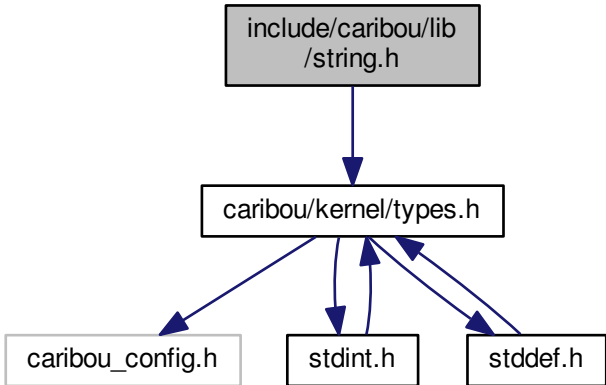 include/caribou/lib
/string.h
caribou/kernel/types.h
caribou_config.h
stdint.h
stddef.h